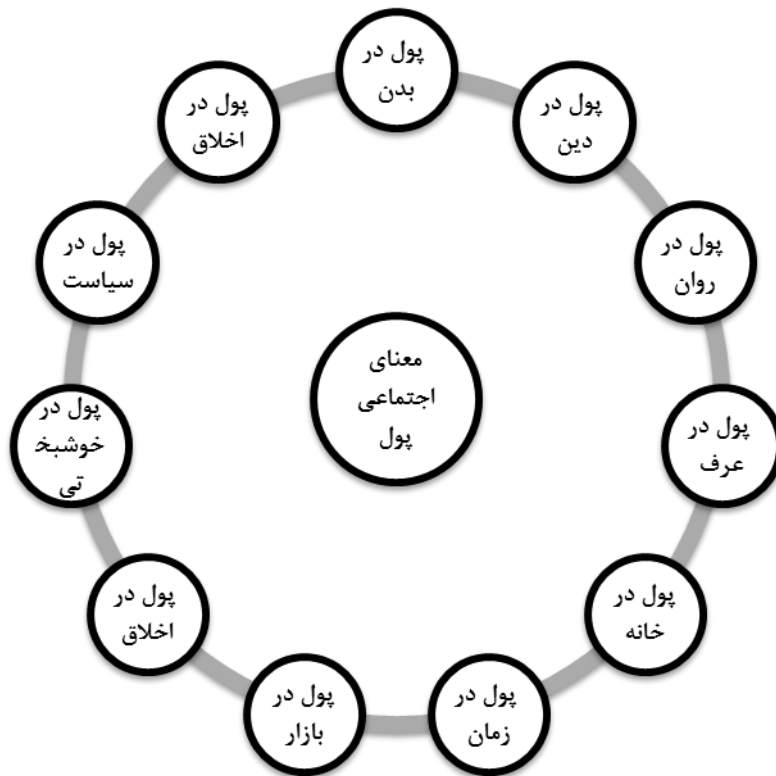 پول در
بدن
پول در
دین
پول در
روان
پول در
عرف
پول در
خانه
پول در
زمان
پول در
بازار
پول در
اخلاق
پول در
خوشبخ
تی
پول در
سیاست
پول در
اخلاق
معنای
اجتماعی
پول